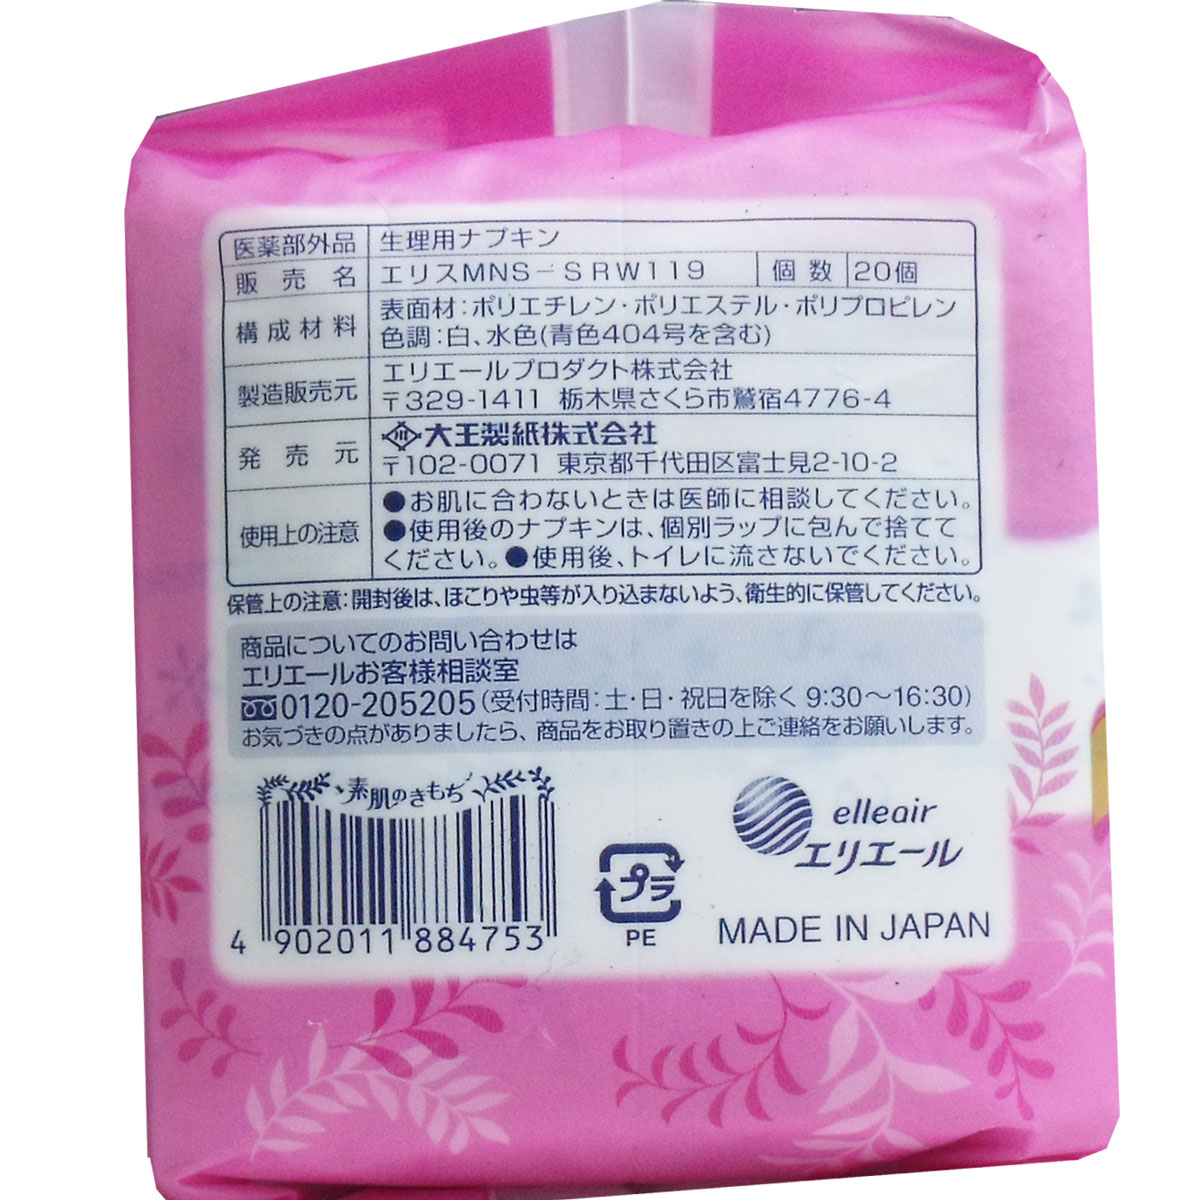 医薬部外品 生理用ナプキン
販売名 エリスMNS-SRW119 個数 20個
構成材料 表面材:ポリエチレン・ポリエステル・ポリプロピレン
色調:白、水色(青色404号を含む)
製造販売元 エリエールプロダクト株式会社
〒329-1411 栃木県さくら市鷲宿4776-4
発売元 大王製紙株式会社
〒102-0071 東京都千代田区富士見2-10-2
使用上の注意 ●お肌に合わないときは医師に相談してください。
●使用後のナプキンは、個別ラップに包んで捨てて
ください。●使用後、トイレに流さないでください。
保管上の注意:開封後は、ほこりや虫等が入り込まないよう、衛生的に保管してください。
商品についてのお問い合わせは
エリエールお客様相談室
0120-205205(受付時間:土・日・祝日を除く 9:30〜16:30)
お気づきの点がありましたら、商品をお取り置きの上ご連絡をお願いします。
素肌のきもち
4 902011 884753
プラ
PE
elleair
エリエール
MADE IN JAPAN